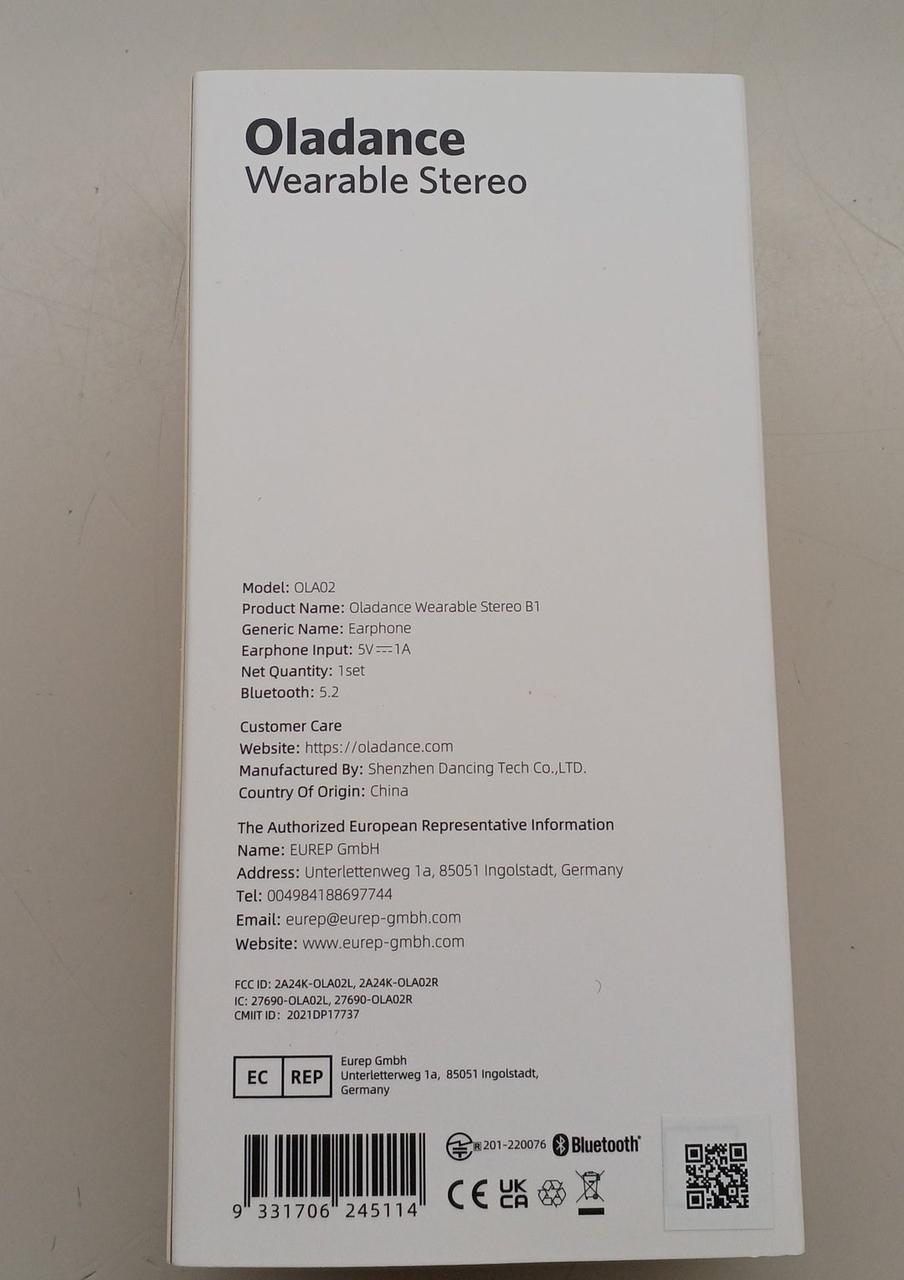 Oladance
Wearable Stereo
Model: OLA02
Product Name: Oladance Wearable Stereo B1
Generic Name: Earphone
Earphone Input: 5V⎓1A
Net Quantity: 1set
Bluetooth: 5.2
Customer Care
Website: https://oladance.com
Manufactured By: Shenzhen Dancing Tech Co.,LTD.
Country Of Origin: China
The Authorized European Representative Information
Name: EUREP GmbH
Address: Unterlettenweg 1a, 85051 Ingolstadt, Germany
Tel: 004984188697744
Email: eurep@eurep-gmbh.com
Website: www.eurep-gmbh.com
FCC ID: 2A24K-OLA02L, 2A24K-OLA02R
IC: 27690-OLA02L, 27690-OLA02R
CMIIT ID: 2021DP17737
EC REP
Eurep Gmbh
Unterletterweg 1a, 85051 Ingolstadt,
Germany
R 201-220076 Bluetooth®
CE UK CA
9 331706 245114